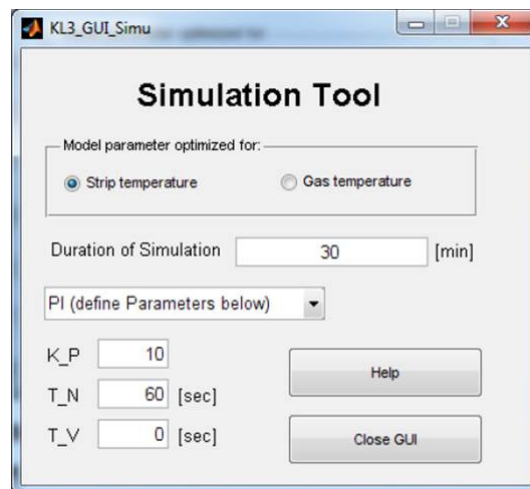 KL3_GUI_Simu
Simulation Tool
Model parameter optimized for:
Strip temperature Gas temperature
Duration of Simulation 30 [min]
PI (define Parameters below)
K_P 10
Help
T_N 60 [sec]
T_V 0 [sec]
Close GUI